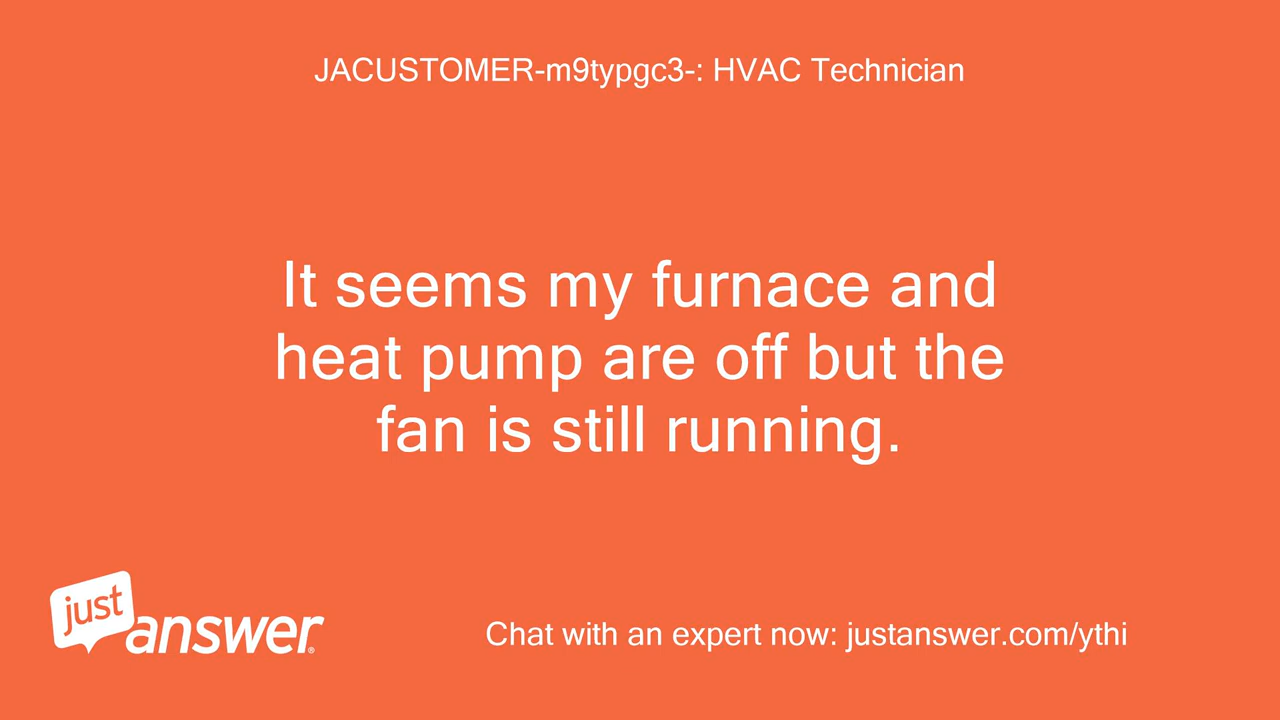 JACUSTOMER-m9typgc3-: HVAC Technician
It seems my furnace and
heat pump are off but the
fan is still running.
just
answer®
Chat with an expert now: justanswer.com/ythi